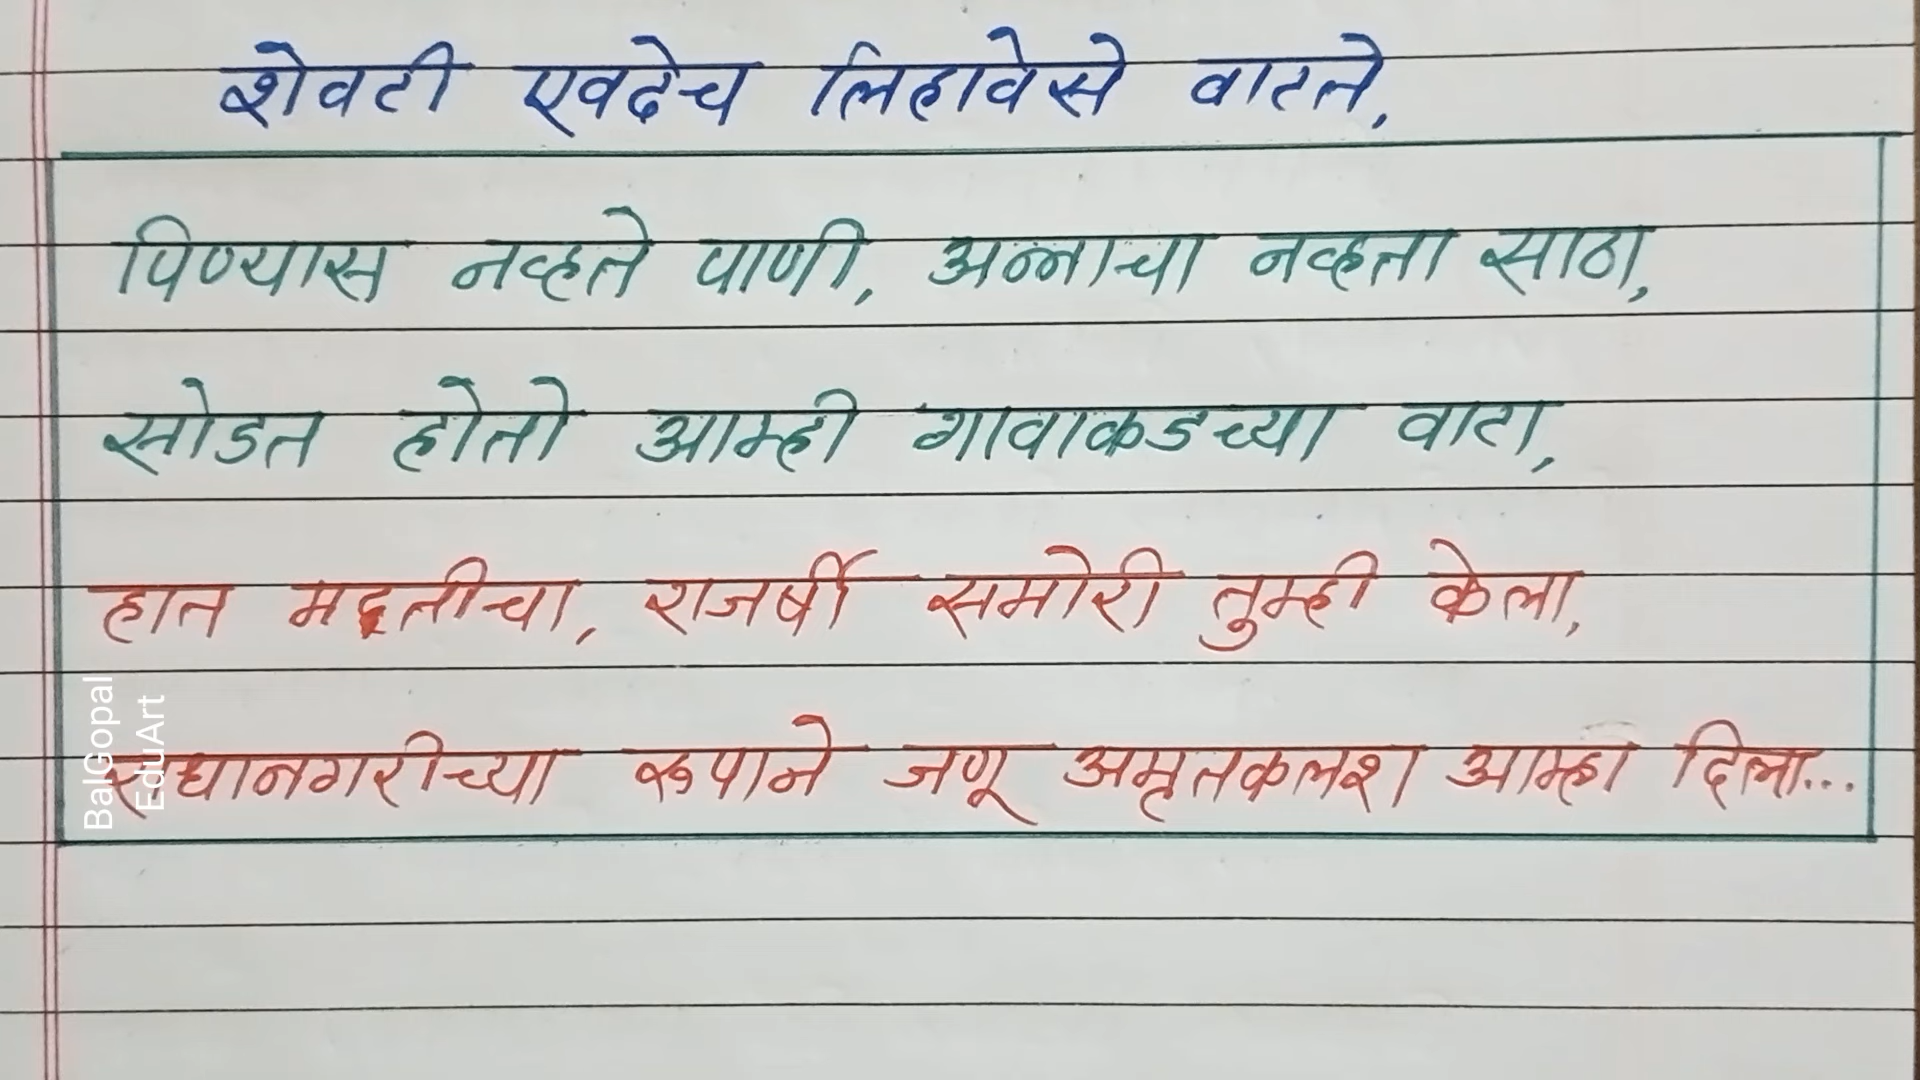 शेवटी एवढेच लिहावेसे वाटते,
पिण्यास नव्हते पाणी, अन्नाचा नव्हता साठा,
सोडत होतो आम्ही गावाकडच्या वाटा,
हात मदतीचा, राजर्षी समोरी तुम्ही केला,
राधानगरीच्या रूपाने जणू अमृतकलश आम्हा दिला...
BalGopal
EduArt